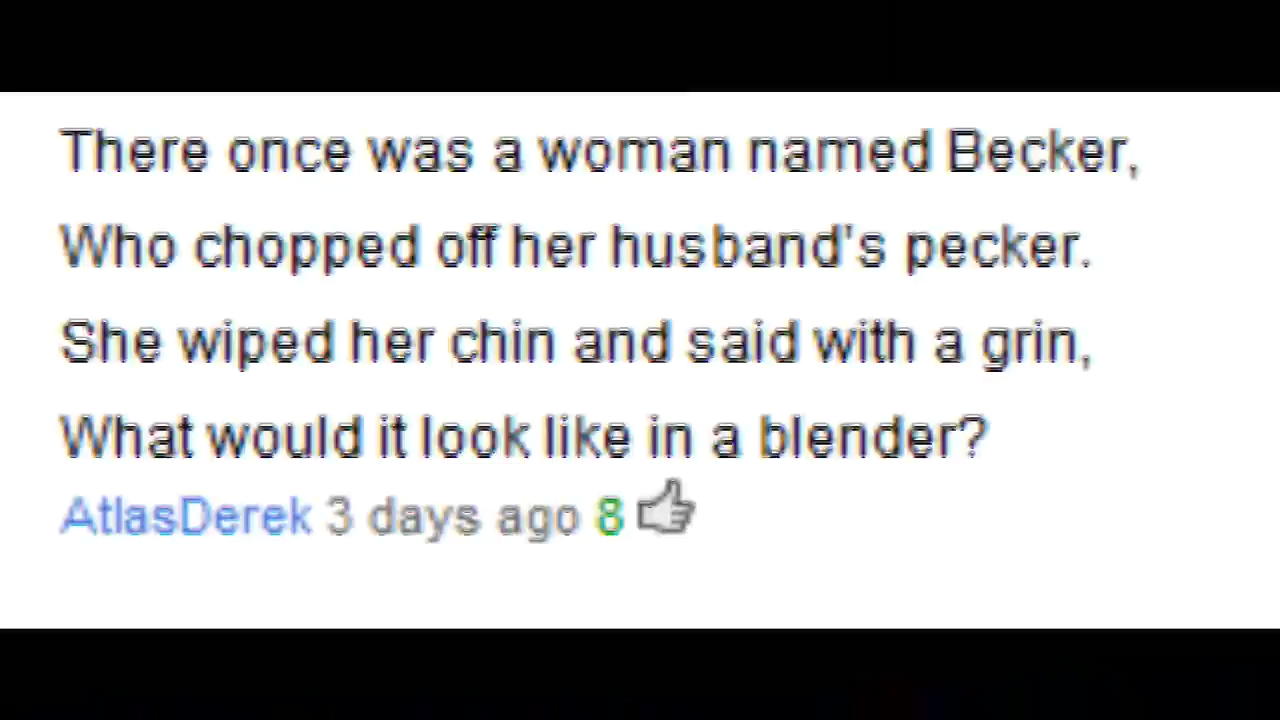 There once was a woman named Becker,
Who chopped off her husband's pecker.
She wiped her chin and said with a grin,
What would it look like in a blender?
AtlasDerek 3 days ago 8